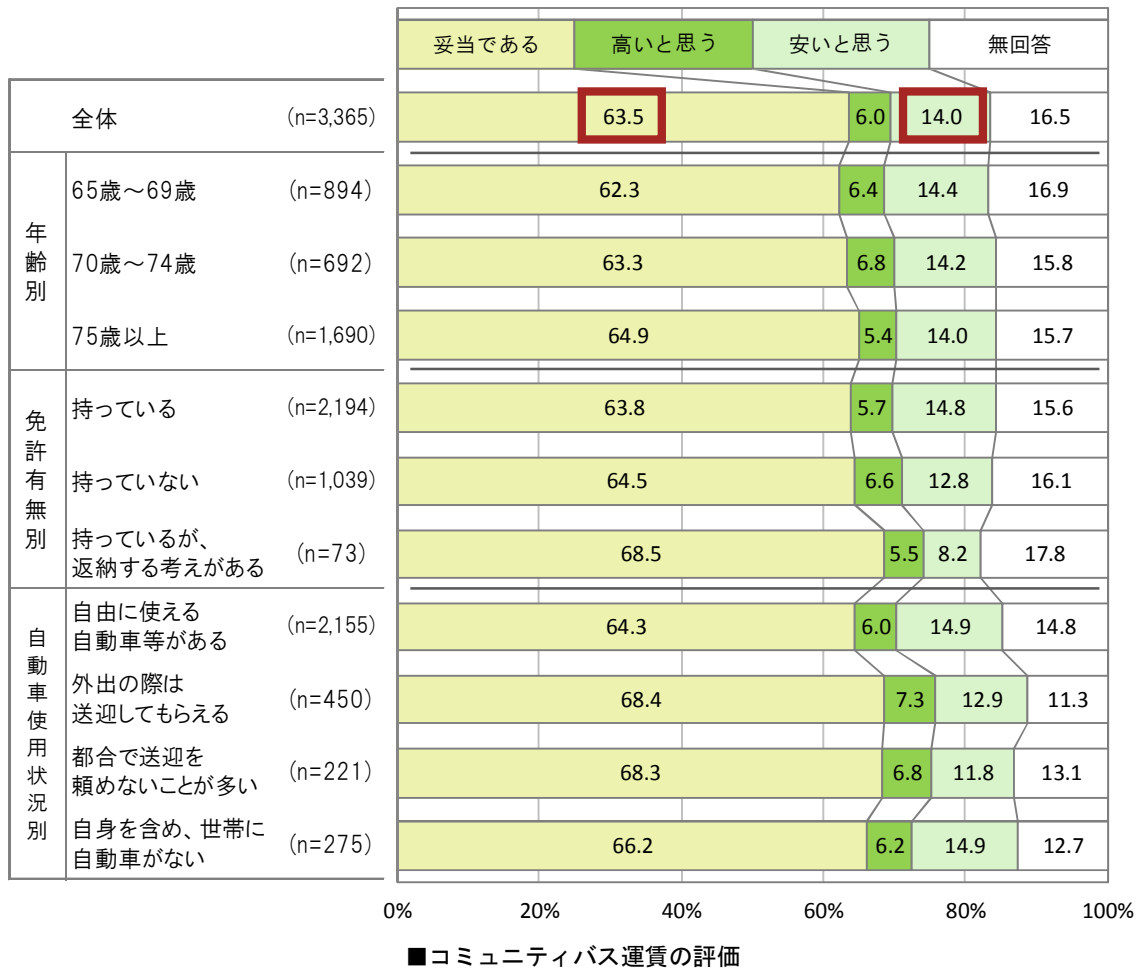 妥当である 高いと思う 安いと思う 無回答
全体 (n=3,365) 63.5 6.0 14.0 16.5
年齢別
65歳～69歳 (n=894) 62.3 6.4 14.4 16.9
70歳～74歳 (n=692) 63.3 6.8 14.2 15.8
75歳以上 (n=1,690) 64.9 5.4 14.0 15.7
免許有無別
持っている (n=2,194) 63.8 5.7 14.8 15.6
持っていない (n=1,039) 64.5 6.6 12.8 16.1
持っているが、
返納する考えがある (n=73) 68.5 5.5 8.2 17.8
自動車使用状況別
自由に使える
自動車等がある (n=2,155) 64.3 6.0 14.9 14.8
外出の際は
送迎してもらえる (n=450) 68.4 7.3 12.9 11.3
都合で送迎を
頼めないことが多い (n=221) 68.3 6.8 11.8 13.1
自身を含め、世帯に
自動車がない (n=275) 66.2 6.2 14.9 12.7
0% 20% 40% 60% 80% 100%
■コミュニティバス運賃の評価